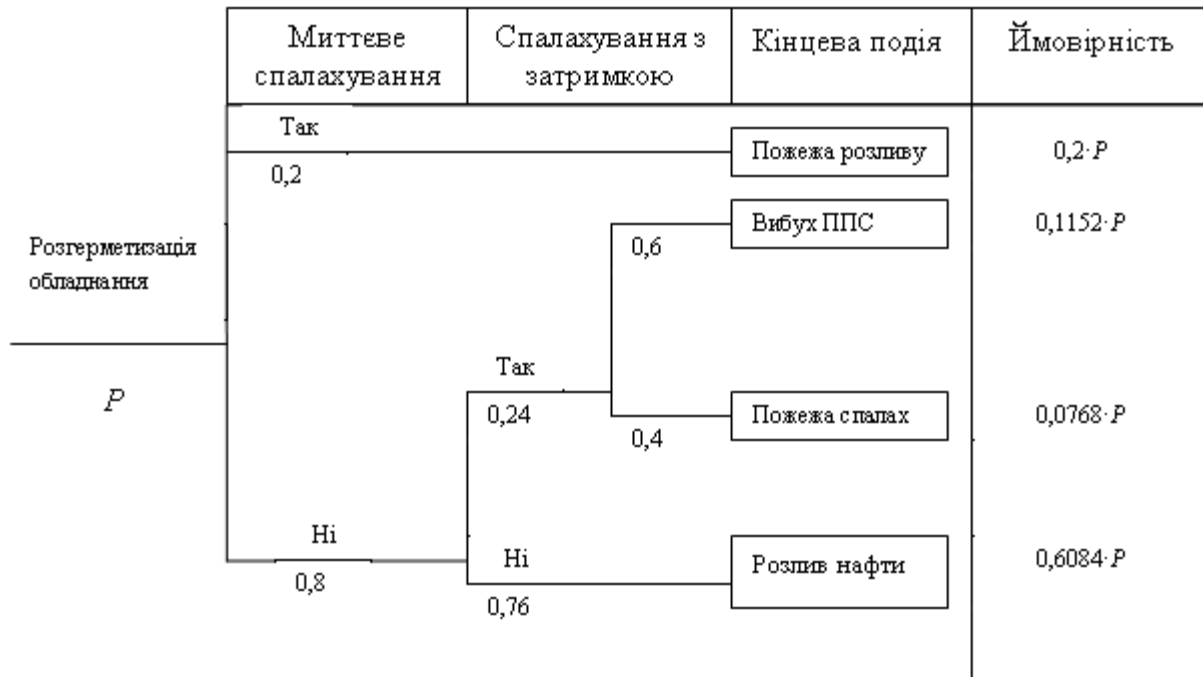 Миттєве
спалахування
Спалахування з
затримкою
Кінцева подія
Ймовірність
Так
0,2
Пожежа розливу
0,2·P
Розгерметизація
обладнання
P
0,6
Вибух ППС
0,1152·P
Так
0,24
0,4
Пожежа спалах
0,0768·P
Ні
0,8
Ні
0,76
Розлив нафти
0,6084·P